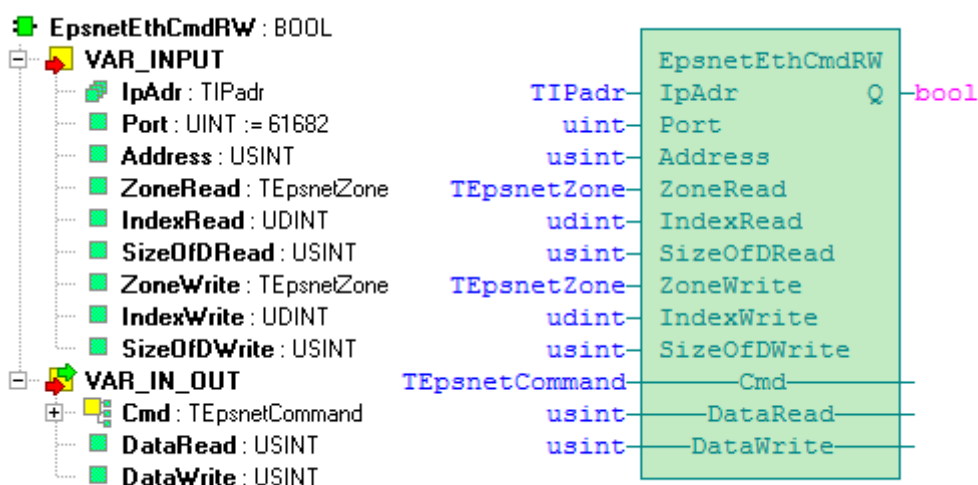 EpsnetEthCmdRW : BOOL
VAR_INPUT
IpAdr : TIPadr
Port : UINT := 61682
Address : USINT
ZoneRead : TEpsnetZone
IndexRead : UDINT
SizeOfDRead : USINT
ZoneWrite : TEpsnetZone
IndexWrite : UDINT
SizeOfDWrite : USINT
VAR_IN_OUT
Cmd : TEpsnetCommand
DataRead : USINT
DataWrite : USINT
EpsnetEthCmdRW
TIPadr IpAdr Q bool
uint Port
usint Address
TEpsnetZone ZoneRead
udint IndexRead
usint SizeOfDRead
TEpsnetZone ZoneWrite
udint IndexWrite
usint SizeOfDWrite
TEpsnetCommand Cmd
usint DataRead
usint DataWrite